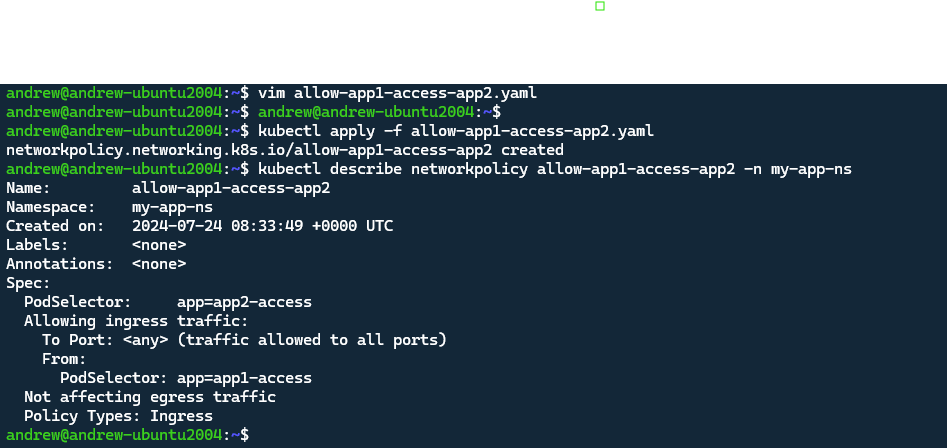 andrew@andrew-ubuntu2004:~$ vim allow-app1-access-app2.yaml
andrew@andrew-ubuntu2004:~$ andrew@andrew-ubuntu2004:~$
andrew@andrew-ubuntu2004:~$ kubectl apply -f allow-app1-access-app2.yaml
networkpolicy.networking.k8s.io/allow-app1-access-app2 created
andrew@andrew-ubuntu2004:~$ kubectl describe networkpolicy allow-app1-access-app2 -n my-app-ns
Name:         allow-app1-access-app2
Namespace:    my-app-ns
Created on:   2024-07-24 08:33:49 +0000 UTC
Labels:       <none>
Annotations:  <none>
Spec:
  PodSelector:     app=app2-access
  Allowing ingress traffic:
    To Port: <any> (traffic allowed to all ports)
    From:
      PodSelector: app=app1-access
  Not affecting egress traffic
  Policy Types: Ingress
andrew@andrew-ubuntu2004:~$